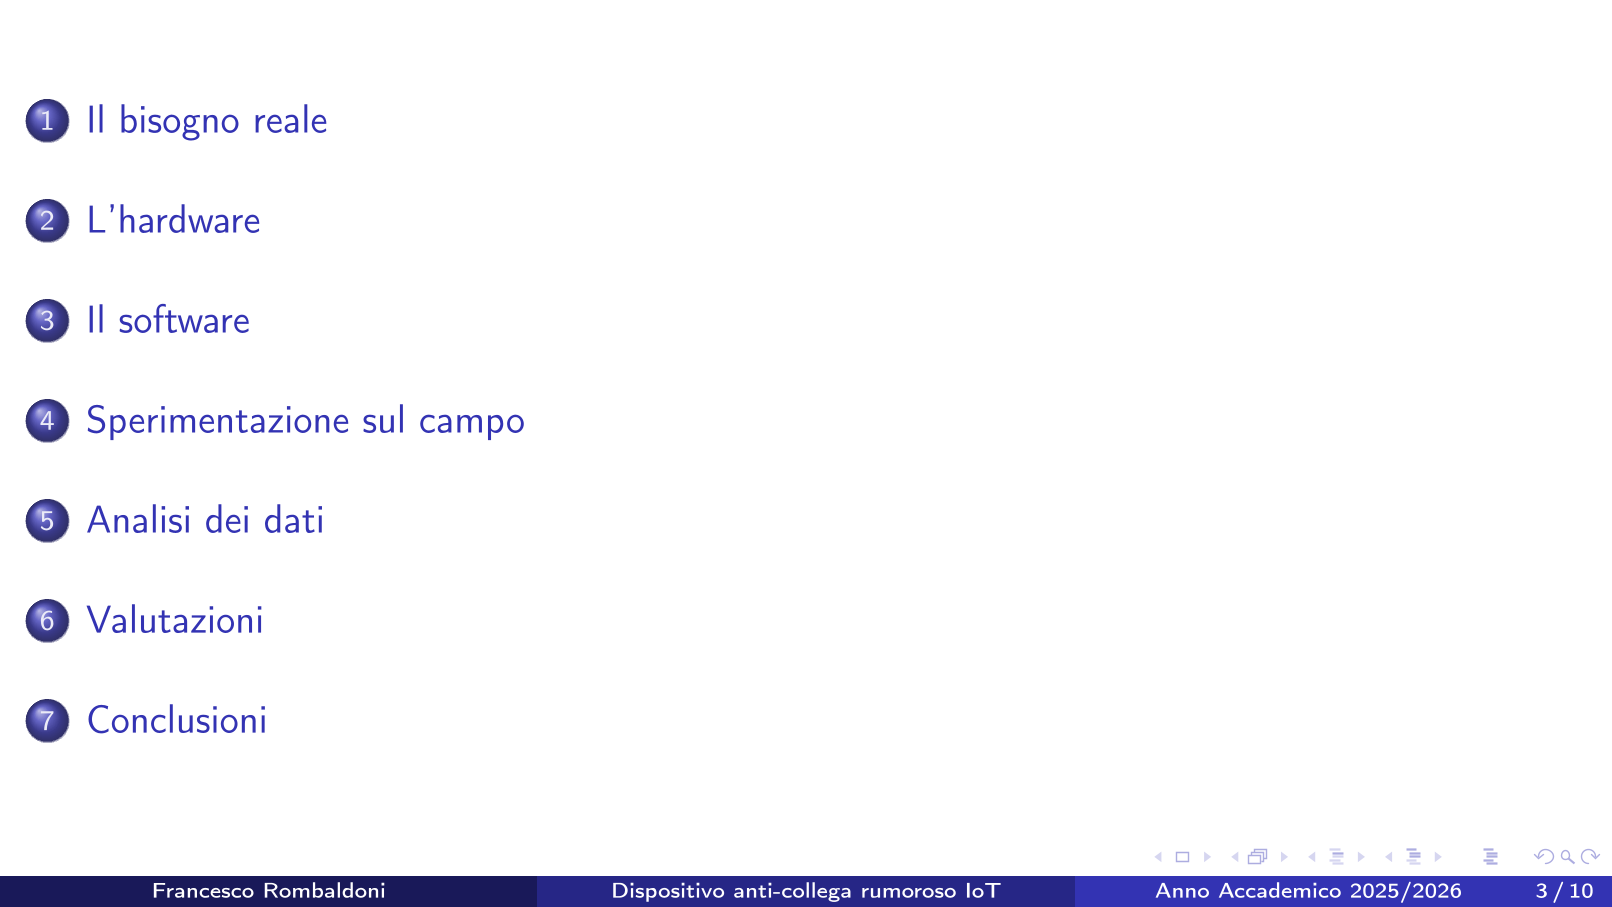 1 Il bisogno reale
2 L'hardware
3 Il software
4 Sperimentazione sul campo
5 Analisi dei dati
6 Valutazioni
7 Conclusioni
Francesco Rombaldoni Dispositivo anti-collega rumoroso IoT Anno Accademico 2025/2026 3 / 10